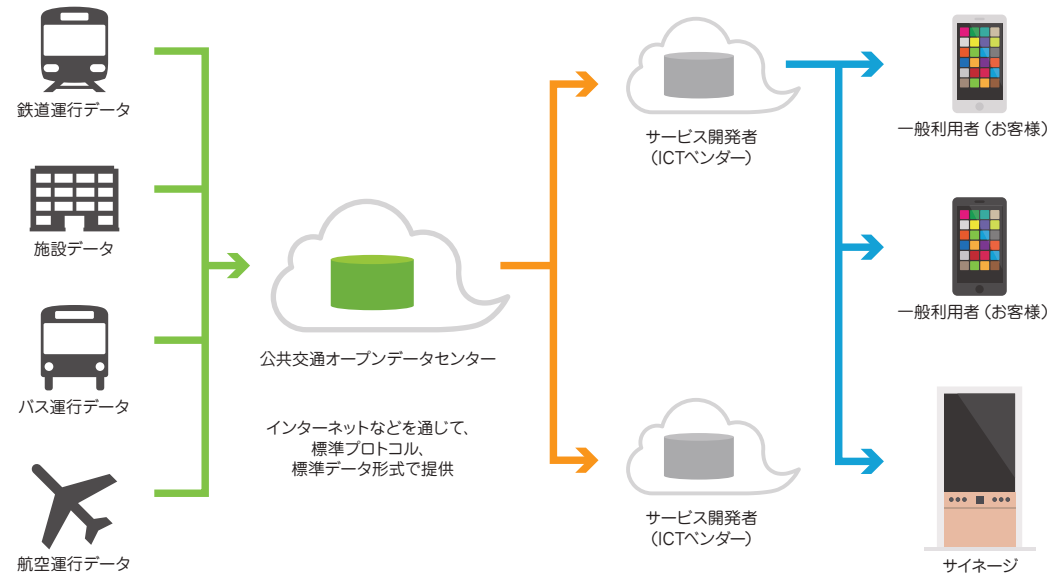 鉄道運行データ
施設データ
バス運行データ
航空運行データ
公共交通オープンデータセンター
インターネットなどを通じて、
標準プロトコル、
標準データ形式で提供
サービス開発者
（ICTベンダー）
サービス開発者
（ICTベンダー）
一般利用者（お客様）
一般利用者（お客様）
サイネージ